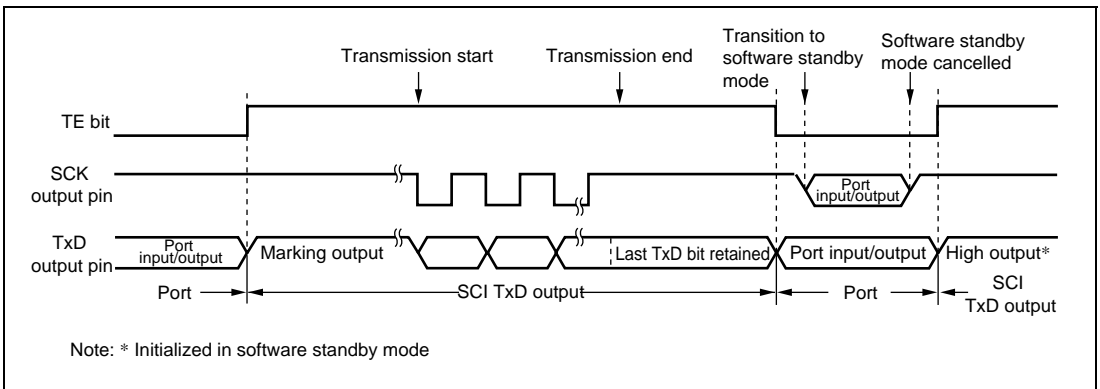 Transmission start
Transmission end
Transition to
software standby
mode
Software standby
mode cancelled
TE bit
SCK
output pin
Port
input/output
TxD
output pin
Port
input/output
Marking output
Last TxD bit retained
Port input/output
High output*
Port
SCI TxD output
Port
SCI
TxD output
Note: * Initialized in software standby mode